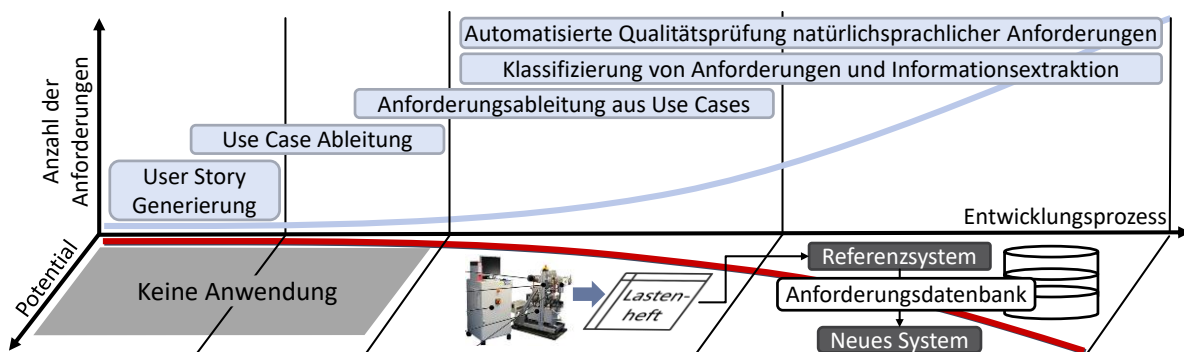 Anzahl der
Anforderungen
Automatisierte Qualitätsprüfung natürlichsprachlicher Anforderungen
Klassifizierung von Anforderungen und Informationsextraktion
Anforderungsableitung aus Use Cases
Use Case Ableitung
User Story
Generierung
Entwicklungsprozess
Potential
Keine Anwendung
Lasten-
heft
Referenzsystem
Anforderungsdatenbank
Neues System